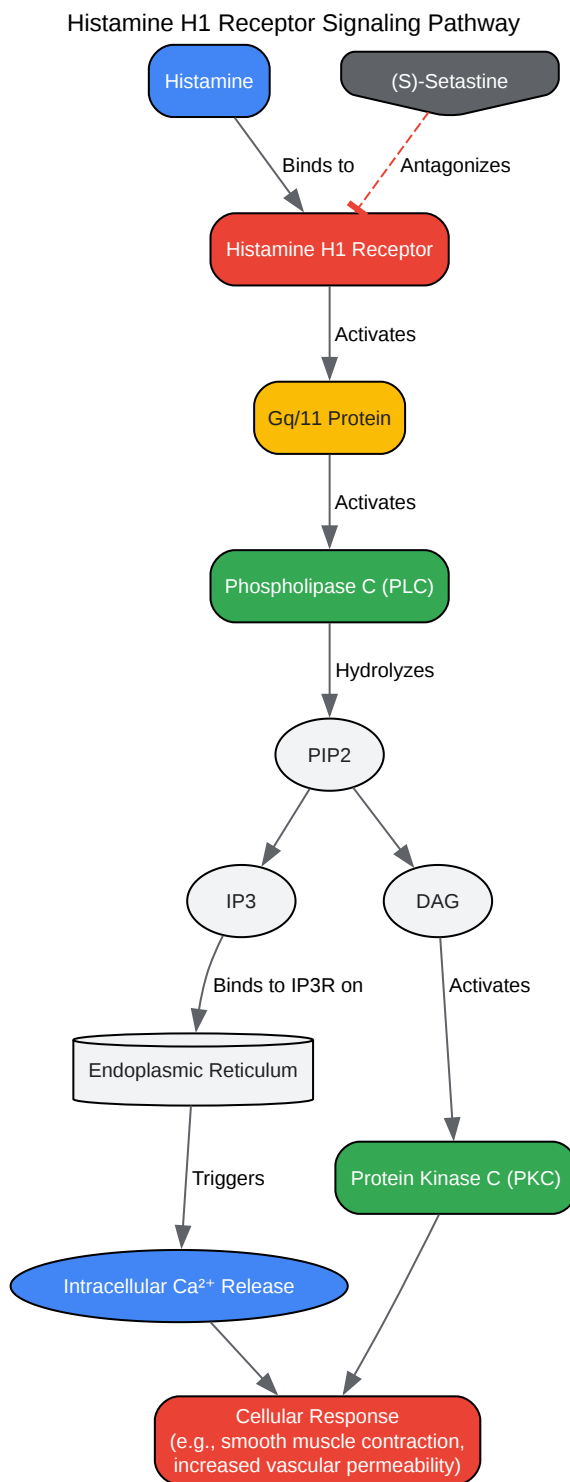 Histamine H1 Receptor Signaling Pathway
Histamine
(S)-Setastine
Binds to
Antagonizes
Histamine H1 Receptor
Activates
Gq/11 Protein
Activates
Phospholipase C (PLC)
Hydrolyzes
PIP2
IP3
DAG
Binds to IP3R on
Activates
Endoplasmic Reticulum
Protein Kinase C (PKC)
Triggers
Intracellular Ca²⁺ Release
Cellular Response
(e.g., smooth muscle contraction,
increased vascular permeability)